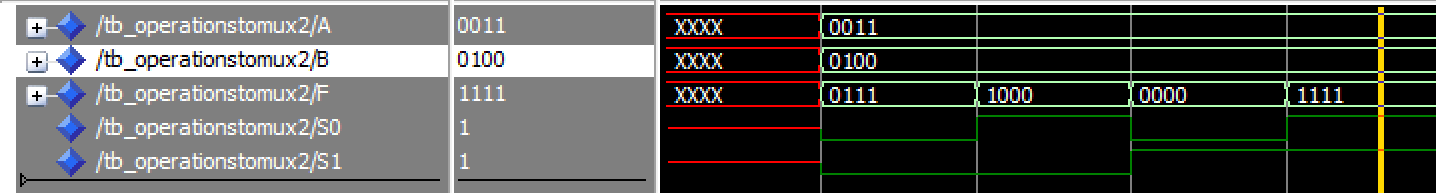 /tb_operationstomux2/A 0011 XXXX 0011
/tb_operationstomux2/B 0100 XXXX 0100
/tb_operationstomux2/F 1111 XXXX 0111 1000 0000 1111
/tb_operationstomux2/S0 1
/tb_operationstomux2/S1 1